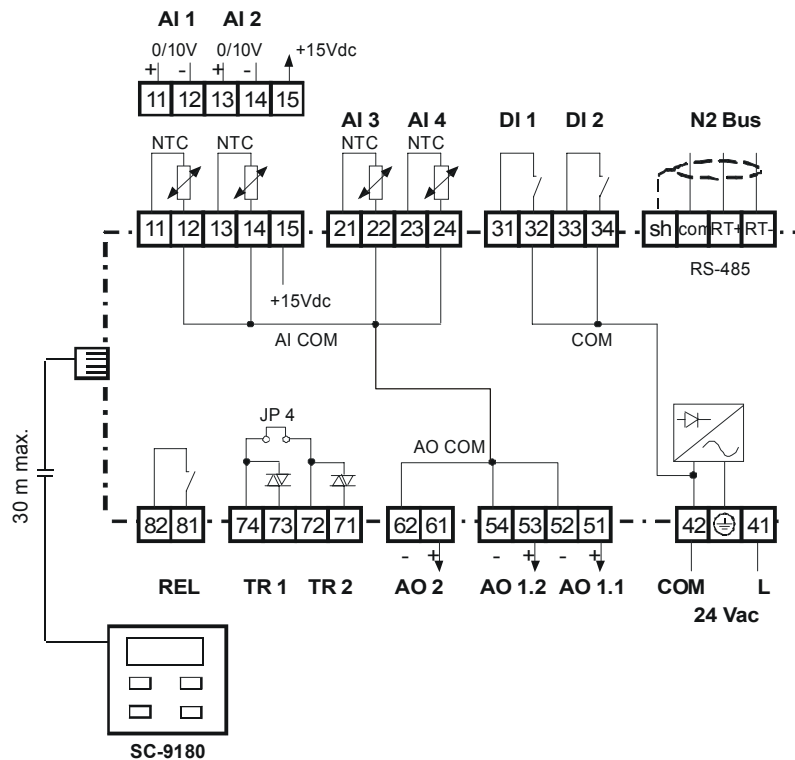 AI 1 AI 2
0/10V 0/10V +15Vdc
+ - + -
11 12 13 14 15
AI 3 AI 4 DI 1 DI 2 N2 Bus
NTC NTC NTC NTC
11 12 13 14 15 21 22 23 24 31 32 33 34 sh com RT+ RT-
RS-485
+15Vdc
AI COM COM
JP 4
AO COM
30 m max.
82 81 74 73 72 71 62 61 54 53 52 51 42 41
- + - + - +
REL TR 1 TR 2 AO 2 AO 1.2 AO 1.1 COM L
24 Vac
SC-9180